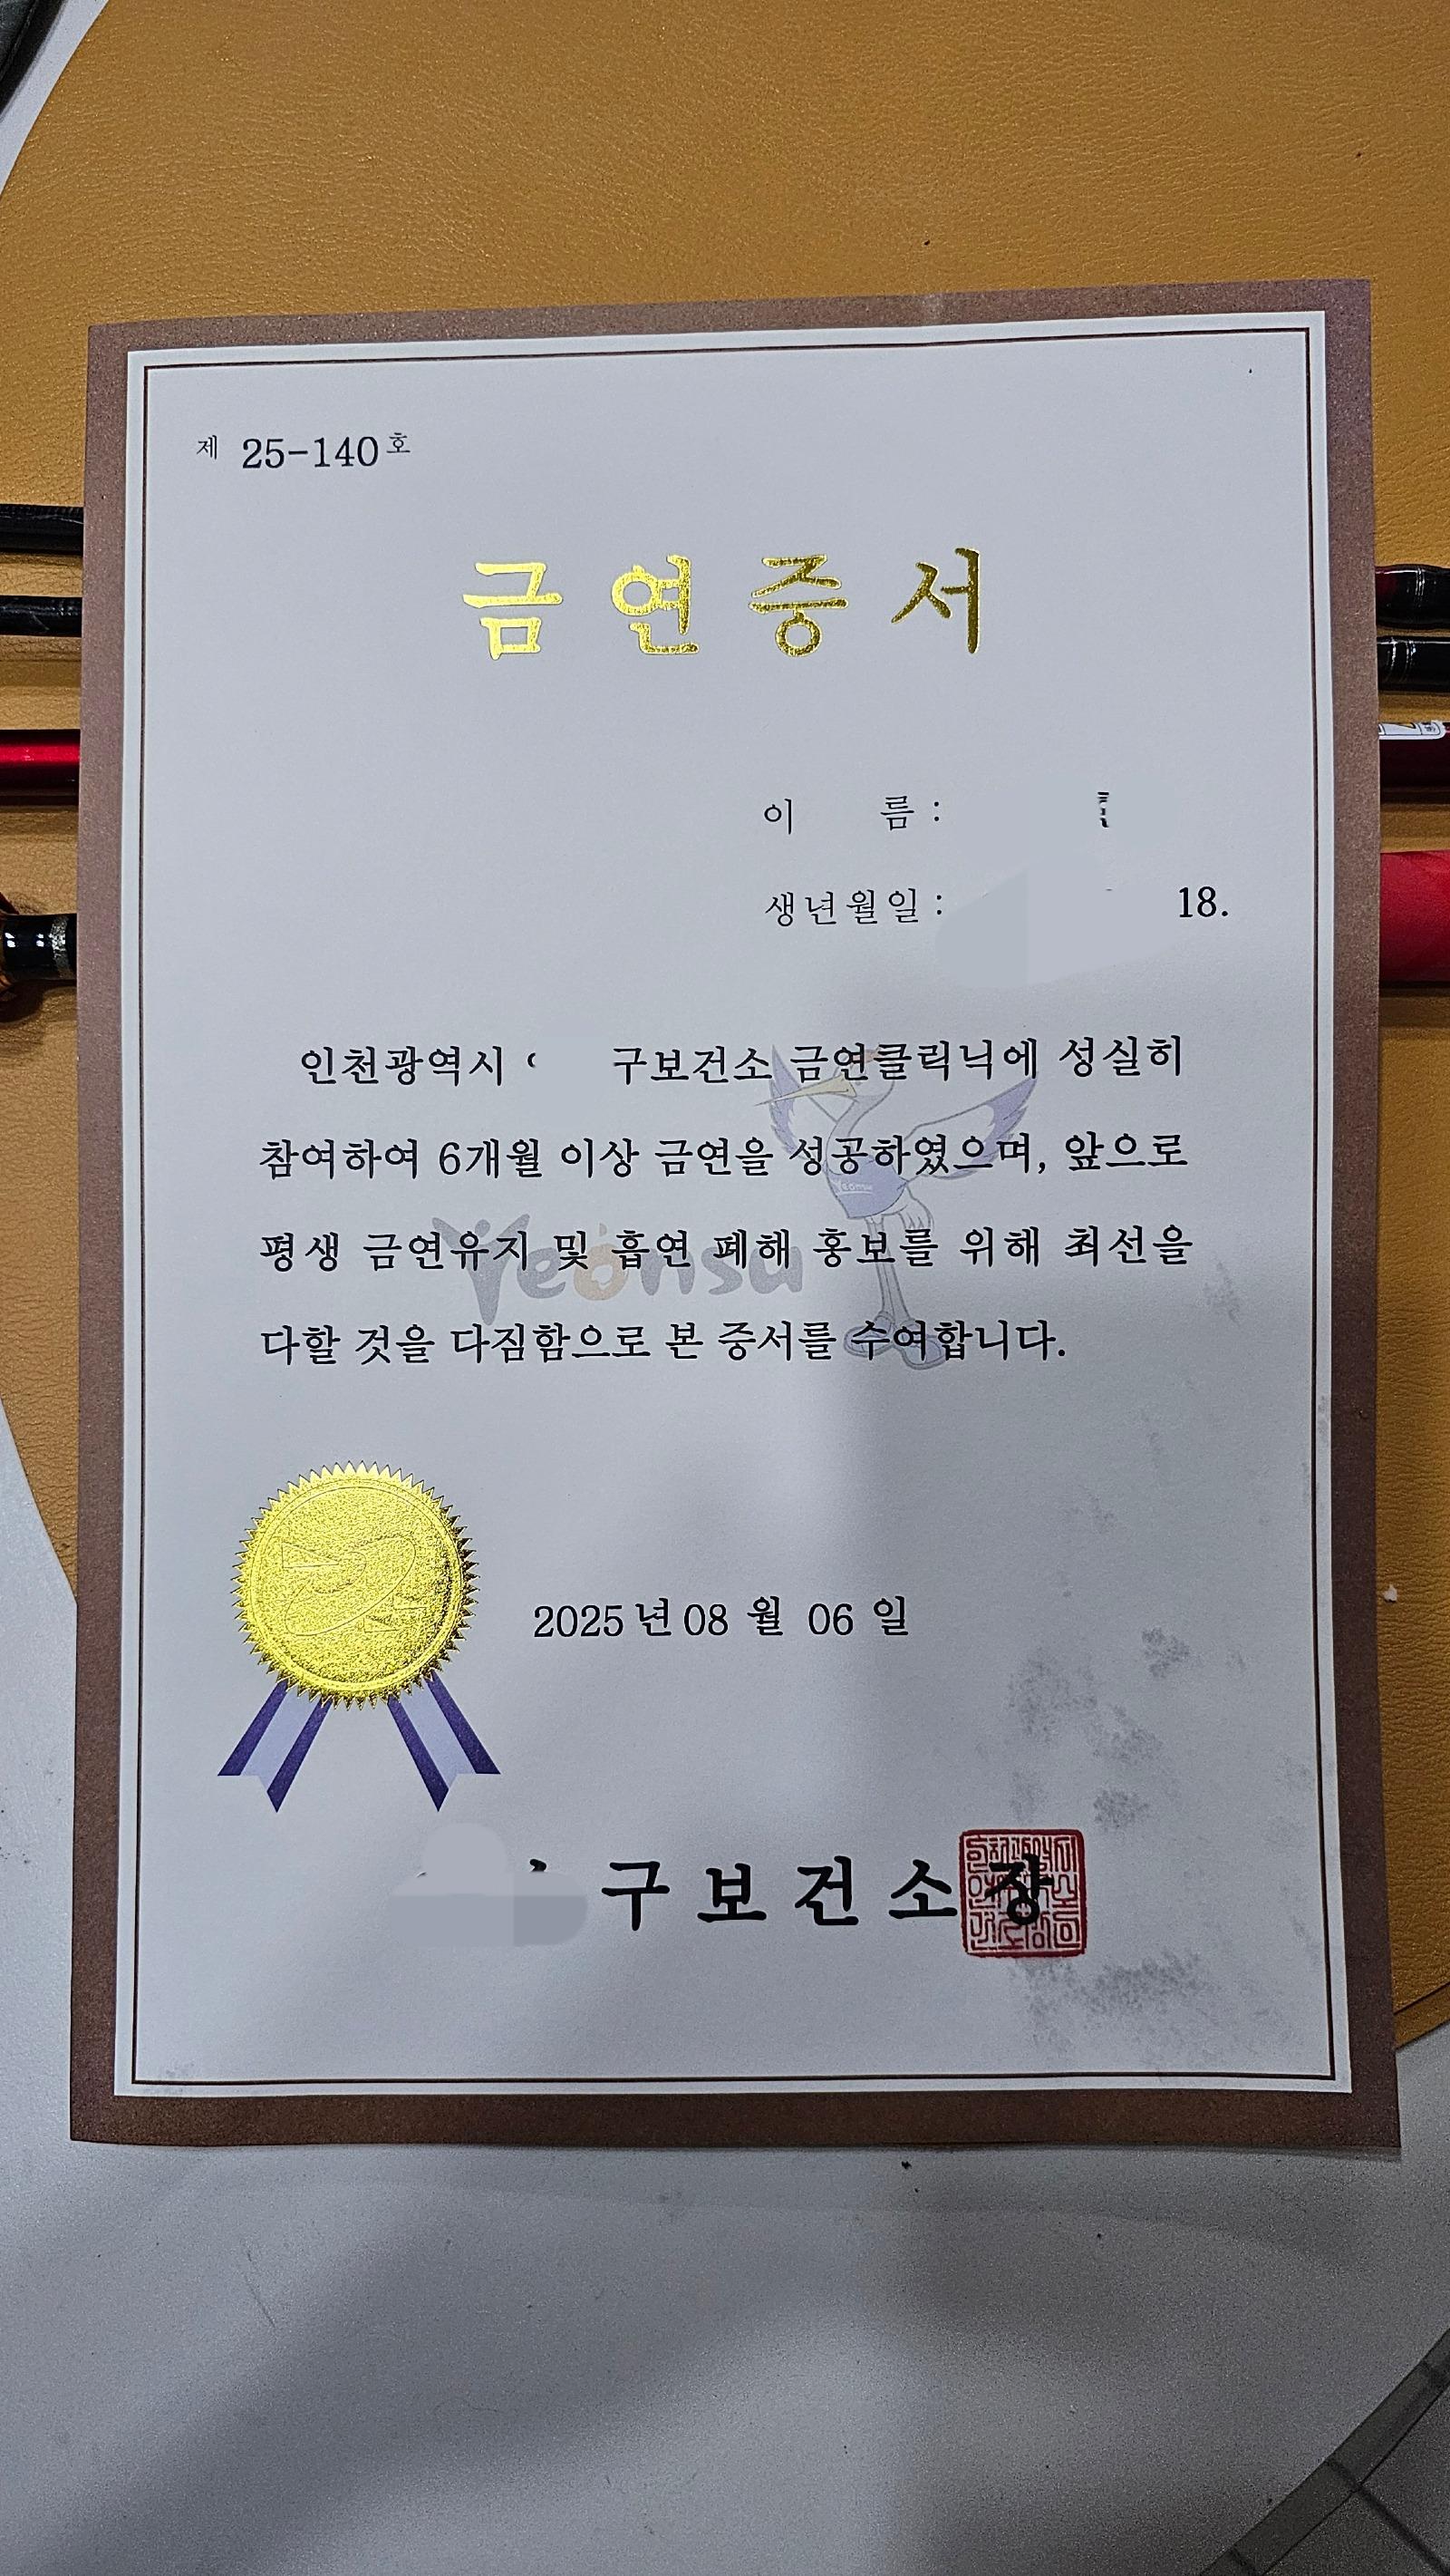 제 25-140 호
금연증서
이 름 :
생년월일 : 18.
인천광역시 구보건소 금연클리닉에 성실히
참여하여 6개월 이상 금연을 성공하였으며, 앞으로
평생 금연유지 및 흡연 폐해 홍보를 위해 최선을
다할 것을 다짐함으로 본 증서를 수여합니다.
Yeonsu
Yeonsu
2025 년 08 월 06 일
구보건소장